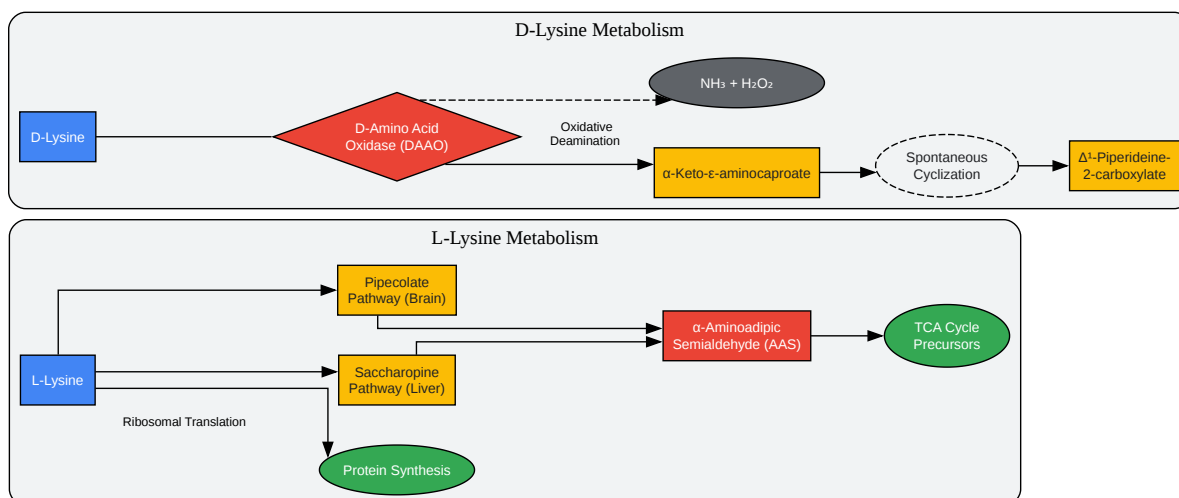 D-Lysine Metabolism
NH₃ + H₂O₂
D-Lysine
D-Amino Acid
Oxidase (DAAO)
Oxidative
Deamination
α-Keto-ε-aminocaproate
Spontaneous
Cyclization
Δ¹-Piperideine-
2-carboxylate
L-Lysine Metabolism
Pipecolate
Pathway (Brain)
α-Aminoadipic
Semialdehyde (AAS)
TCA Cycle
Precursors
L-Lysine
Saccharopine
Pathway (Liver)
Ribosomal Translation
Protein Synthesis